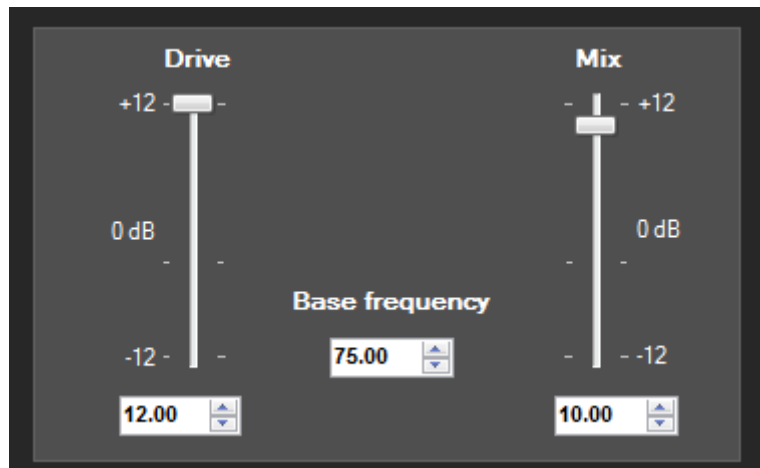 Drive Mix
+12 - - - - +12
0 dB 0 dB
- - - -
Base frequency
-12 - - 75.00 - - -12
12.00 10.00